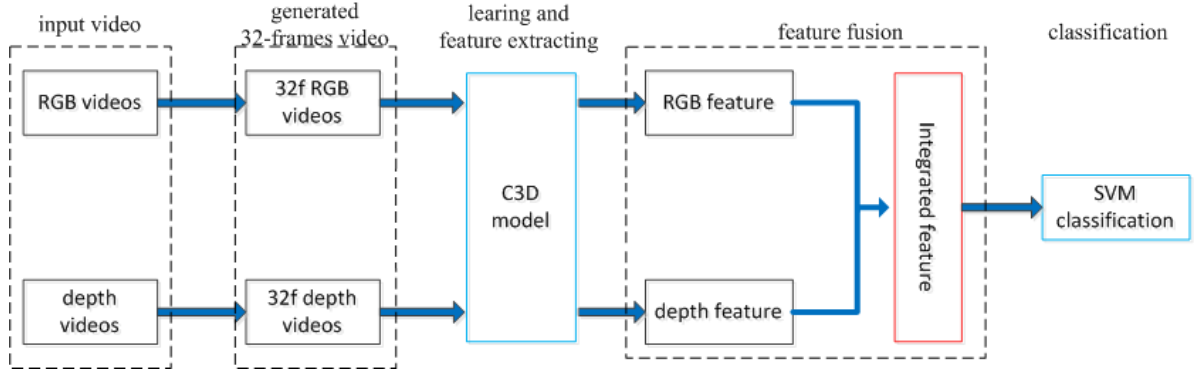 input video
generated
32-frames video
learing and
feature extracting
feature fusion
classification
RGB videos
32f RGB
videos
C3D
model
RGB feature
Integrated feature
SVM
classification
depth
videos
32f depth
videos
depth feature